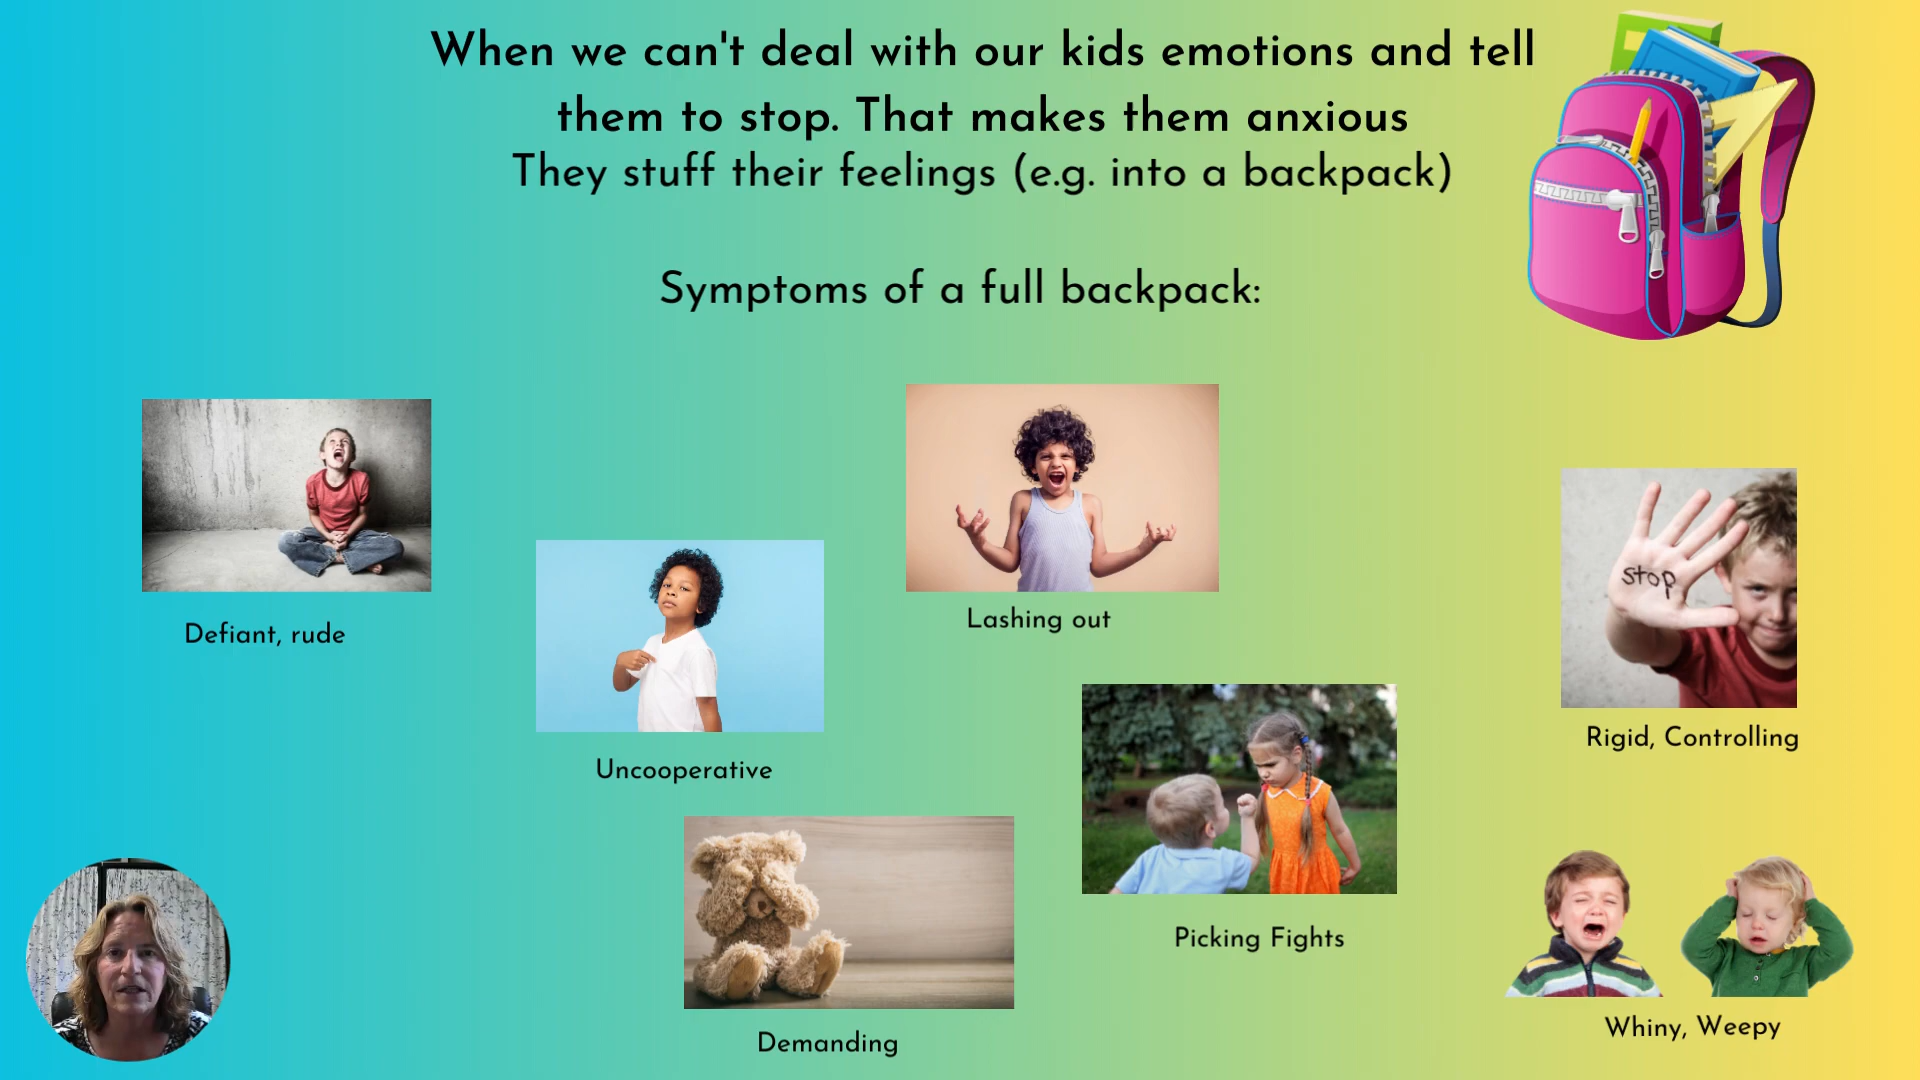 When we can't deal with our kids emotions and tell
them to stop. That makes them anxious
They stuff their feelings (e.g. into a backpack)
Symptoms of a full backpack:
Defiant, rude
Uncooperative
Lashing out
stop
Rigid, Controlling
Demanding
Picking Fights
Whiny, Weepy